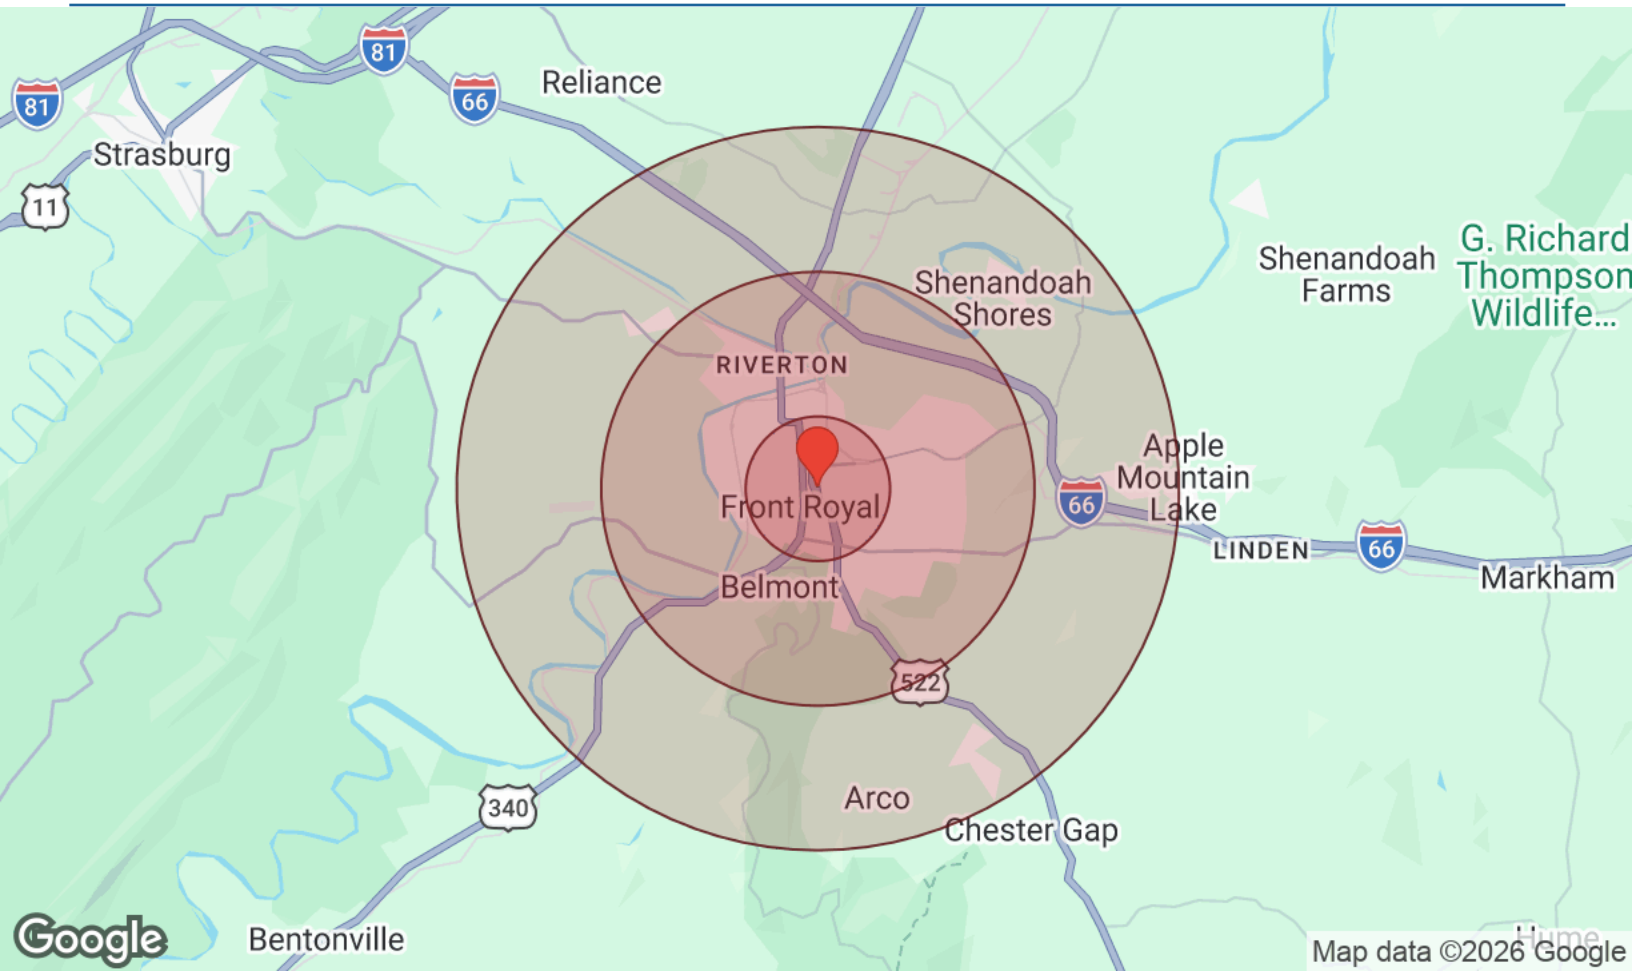 81
Reliance
66
81
Strasburg
11
G. Richard
Thompson
Wildlife...
Shenandoah
Farms
Shenandoah
Shores
RIVERTON
Apple
Mountain
Lake
66
Front Royal
LINDEN
66
Markham
Belmont
522
Arco
340
Chester Gap
Bentonville
Hume
Google
Map data ©2026 Google